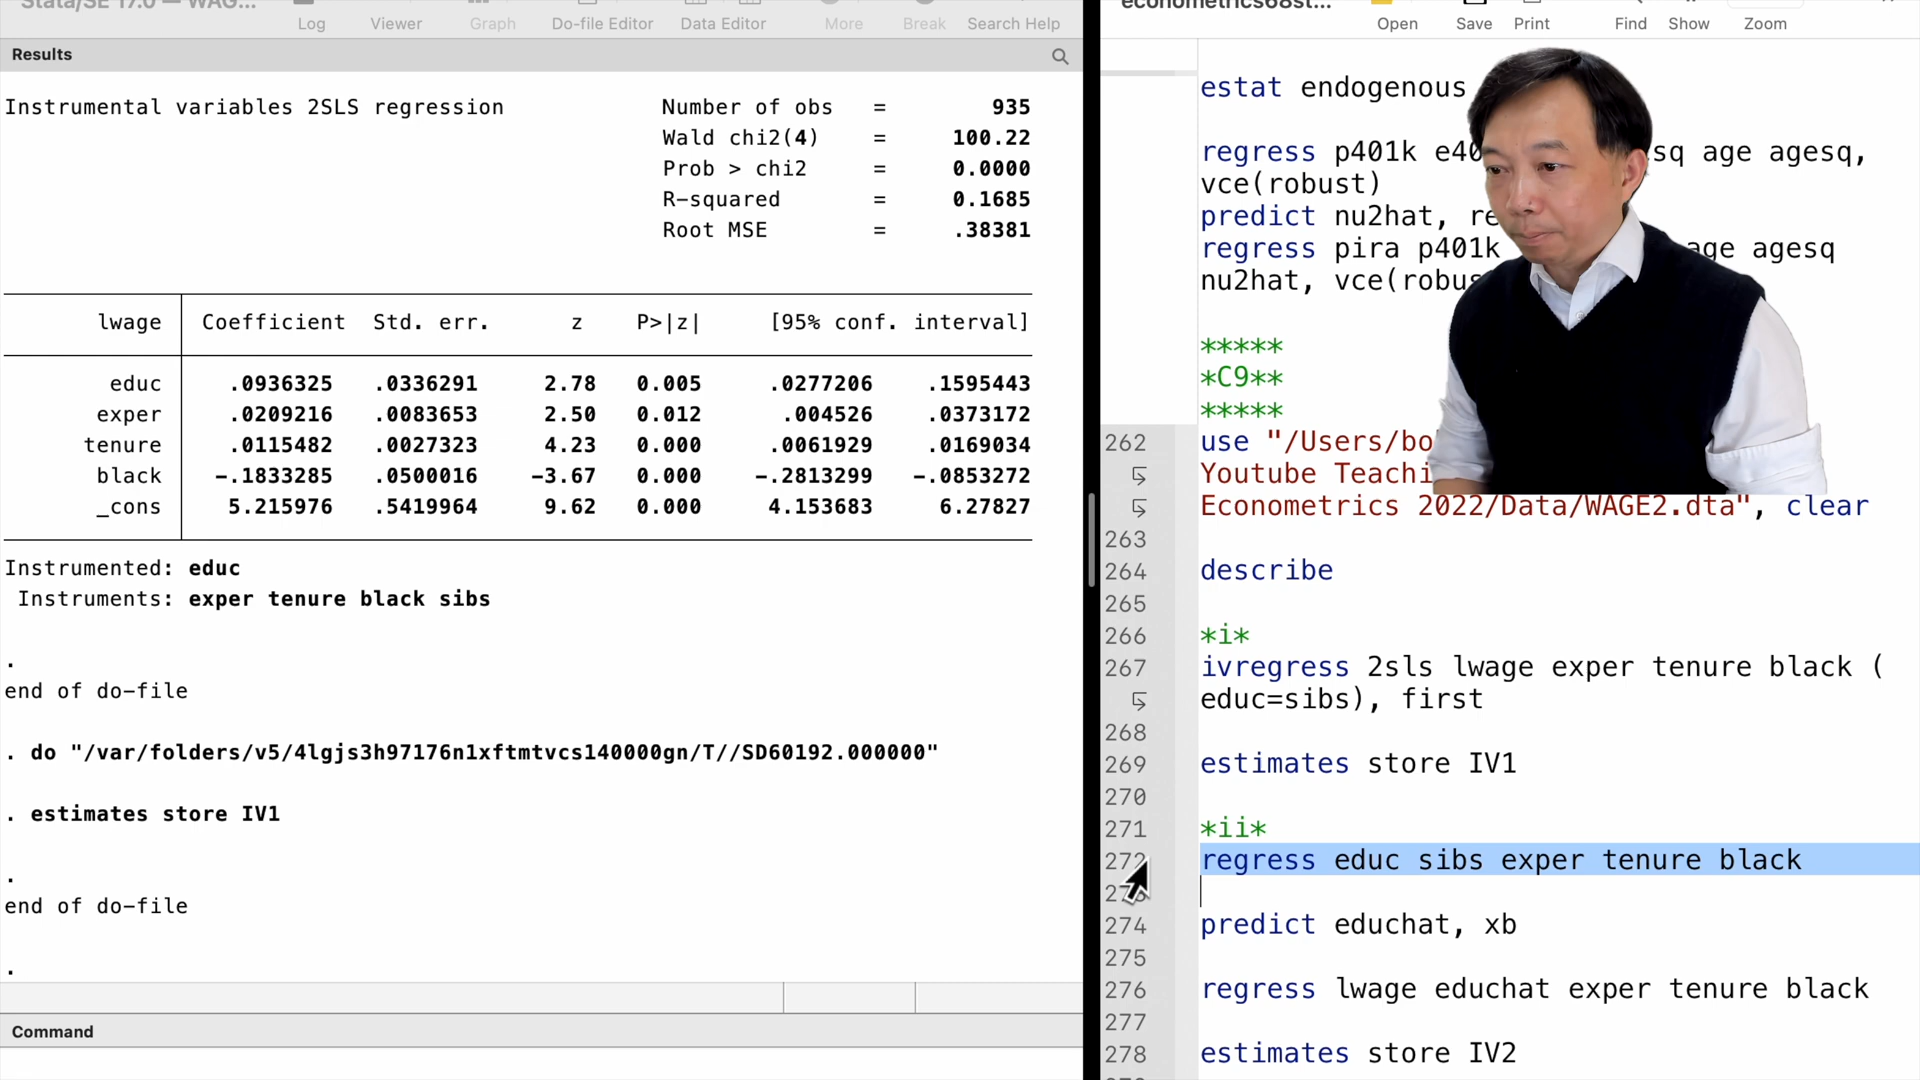 Stata/SE 17.0 — WAG...
Log Viewer Graph Do-file Editor Data Editor More Break Search Help
Results
Instrumental variables 2SLS regression Number of obs = 935
Wald chi2(4) = 100.22
Prob > chi2 = 0.0000
R-squared = 0.1685
Root MSE = .38381
lwage Coefficient Std. err. z P>|z| [95% conf. interval]
educ .0936325 .0336291 2.78 0.005 .0277206 .1595443
exper .0209216 .0083653 2.50 0.012 .004526 .0373172
tenure .0115482 .0027323 4.23 0.000 .0061929 .0169034
black -.1833285 .0500016 -3.67 0.000 -.2813299 -.0853272
_cons 5.215976 .5419964 9.62 0.000 4.153683 6.27827
Instrumented: educ
Instruments: exper tenure black sibs
.
end of do-file
. do "/var/folders/v5/4lgjs3h97176n1xftmtvcs140000gn/T//SD60192.000000"
. estimates store IV1
.
end of do-file
.
Command
econometrics68st...
Open Save Print Find Show Zoom
estat endogenous
regress p401k e40 sq age agesq,
vce(robust)
predict nu2hat, re
regress pira p401k age agesq
nu2hat, vce(robus
*****
*C9**
*****
262 use "/Users/bo
Youtube Teachi
Econometrics 2022/Data/WAGE2.dta", clear
263
264 describe
265
266 *i*
267 ivregress 2sls lwage exper tenure black (
educ=sibs), first
268
269 estimates store IV1
270
271 *ii*
272 regress educ sibs exper tenure black
273
274 predict educhat, xb
275
276 regress lwage educhat exper tenure black
277
278 estimates store IV2